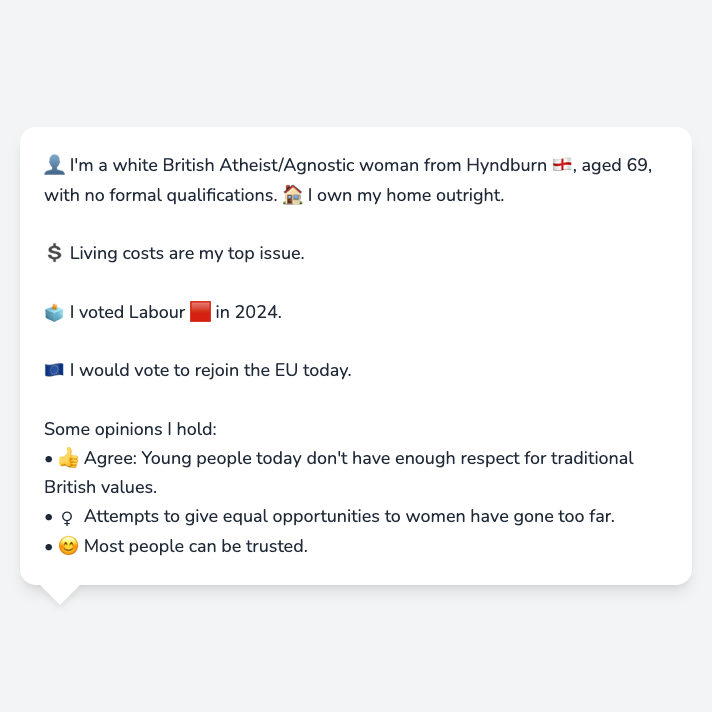 👤 I'm a white British Atheist/Agnostic woman from Hyndburn 🏴󠁧󠁢󠁥󠁮󠁧󠁿, aged 69,
with no formal qualifications. 🏠 I own my home outright.
💲 Living costs are my top issue.
🗳️ I voted Labour 🟥 in 2024.
🇪🇺 I would vote to rejoin the EU today.
Some opinions I hold:
• 👍 Agree: Young people today don't have enough respect for traditional
British values.
• ♀ Attempts to give equal opportunities to women have gone too far.
• 😊 Most people can be trusted.